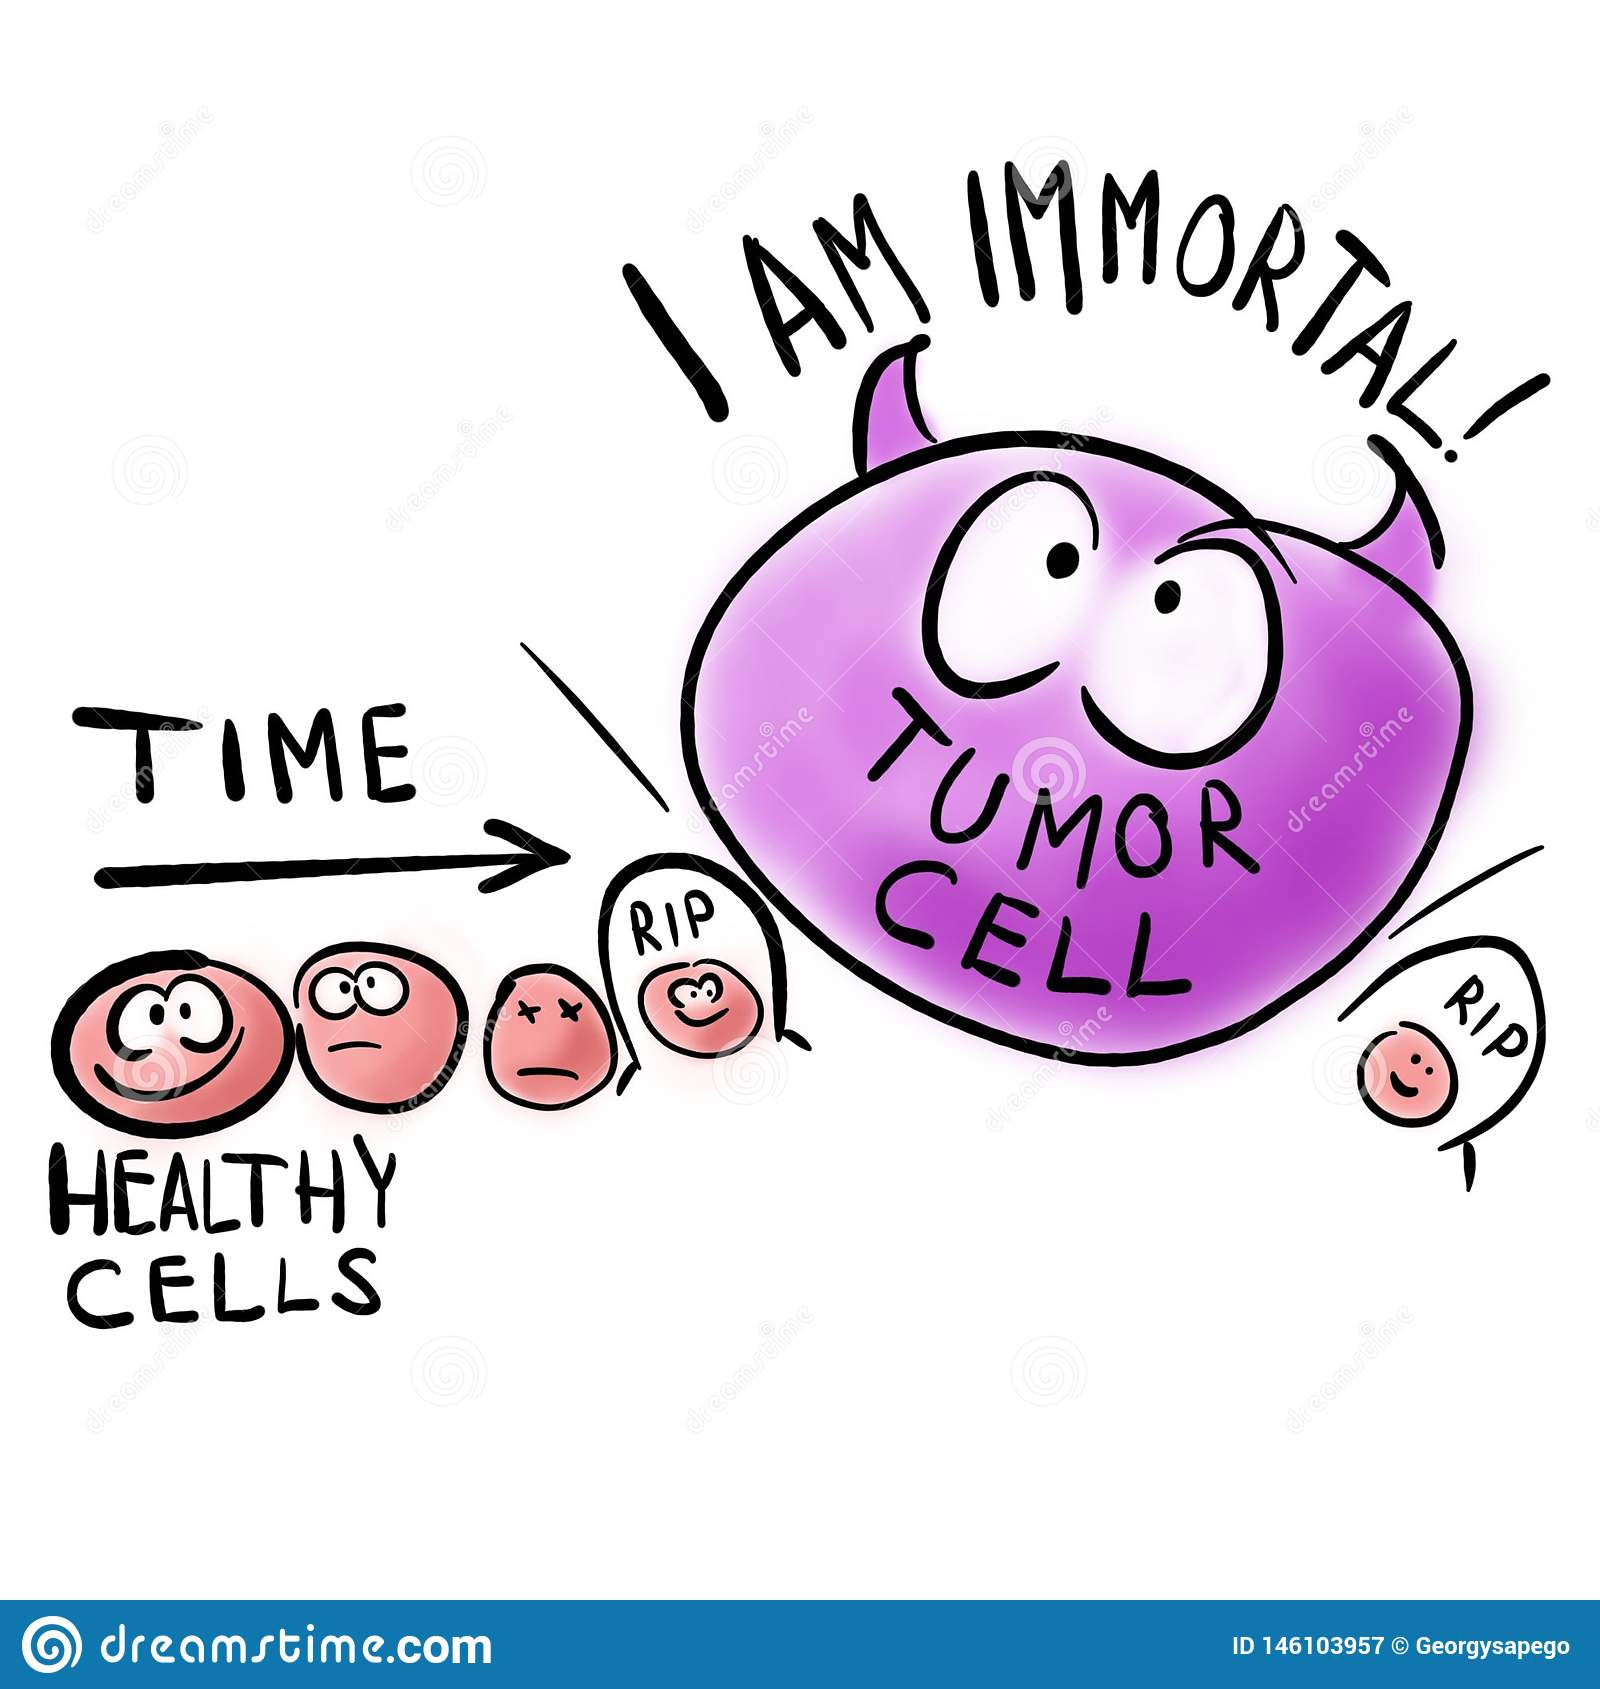 I AM IMMORTAL!
TUMOR
CELL
TIME
RIP
RIP
HEALTHY
CELLS
dreamstime.com
ID 146103957 © Georgysapego